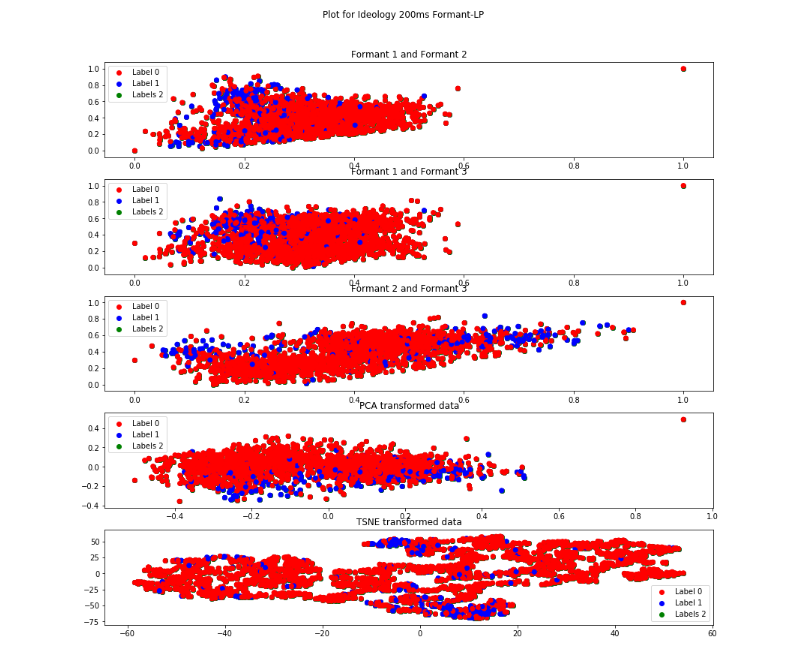 Plot for Ideology 200ms Formant-LP
Formant 1 and Formant 2
1.0
0.8
0.6
0.4
0.2
0.0
Label 0
Label 1
Labels 2
0.0 0.2 0.4 0.6 0.8 1.0
Formant 1 and Formant 3
1.0
0.8
0.6
0.4
0.2
0.0
Label 0
Label 1
Labels 2
0.0 0.2 0.4 0.6 0.8 1.0
Formant 2 and Formant 3
1.0
0.8
0.6
0.4
0.2
0.0
Label 0
Label 1
Labels 2
0.0 0.2 0.4 0.6 0.8 1.0
PCA transformed data
0.4
0.2
0.0
−0.2
−0.4
Label 0
Label 1
Labels 2
−0.4 −0.2 0.0 0.2 0.4 0.6 0.8 1.0
TSNE transformed data
50
25
0
−25
−50
−75
Label 0
Label 1
Labels 2
−60 −40 −20 0 20 40 60